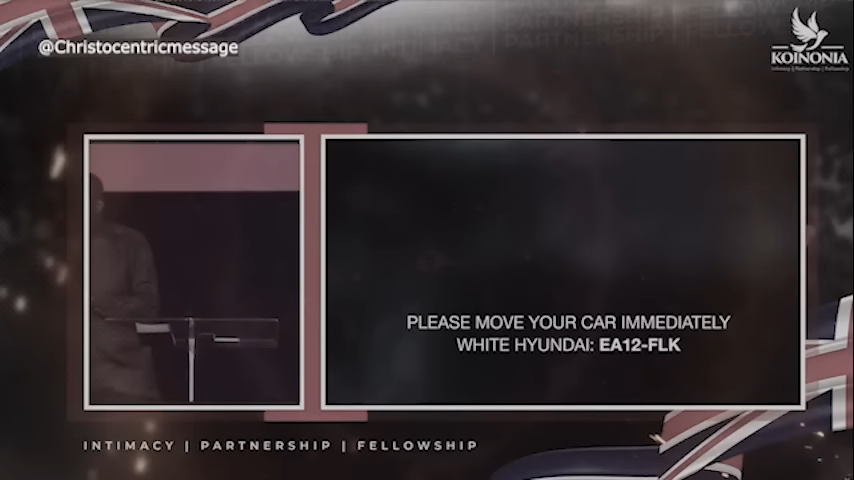 @Christocentricmessage
KOINONIA
PLEASE MOVE YOUR CAR IMMEDIATELY
WHITE HYUNDAI: EA12-FLK
INTIMACY | PARTNERSHIP | FELLOWSHIP